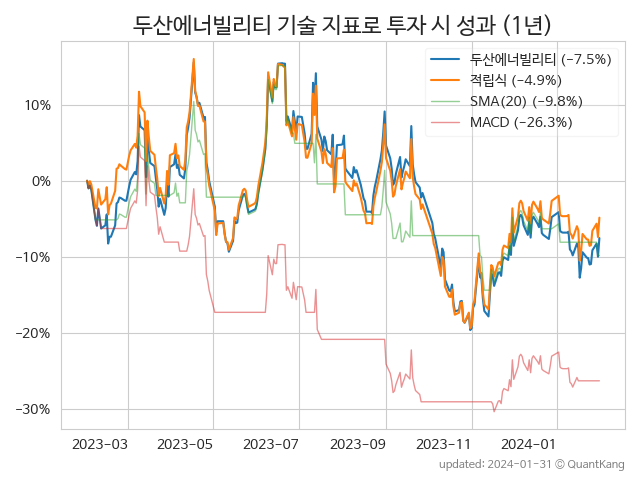 두산에너빌리티 기술 지표로 투자 시 성과 (1년)
두산에너빌리티 (−7.5%)
적립식 (−4.9%)
SMA(20) (−9.8%)
MACD (−26.3%)
10%
0%
−10%
−20%
−30%
2023-03 2023-05 2023-07 2023-09 2023-11 2024-01
updated: 2024-01-31 © QuantKang